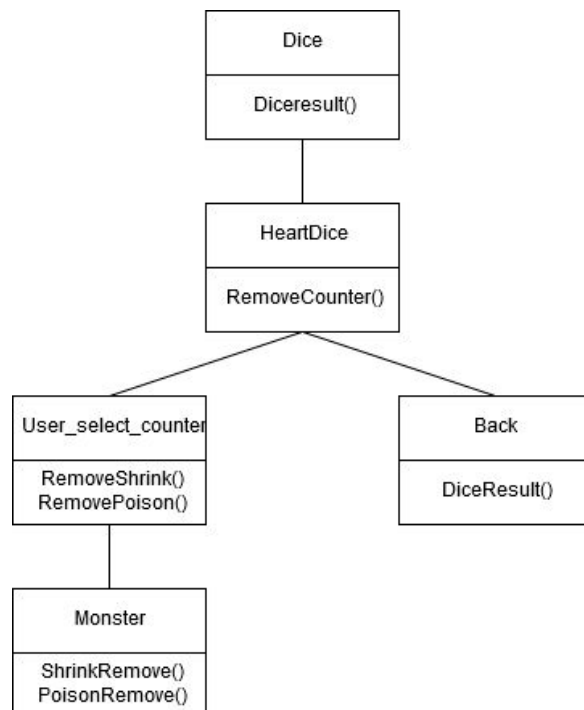 Dice
Diceresult()
HeartDice
RemoveCounter()
User_select_counter
Back
RemoveShrink()
RemovePoison()
DiceResult()
Monster
ShrinkRemove()
PoisonRemove()